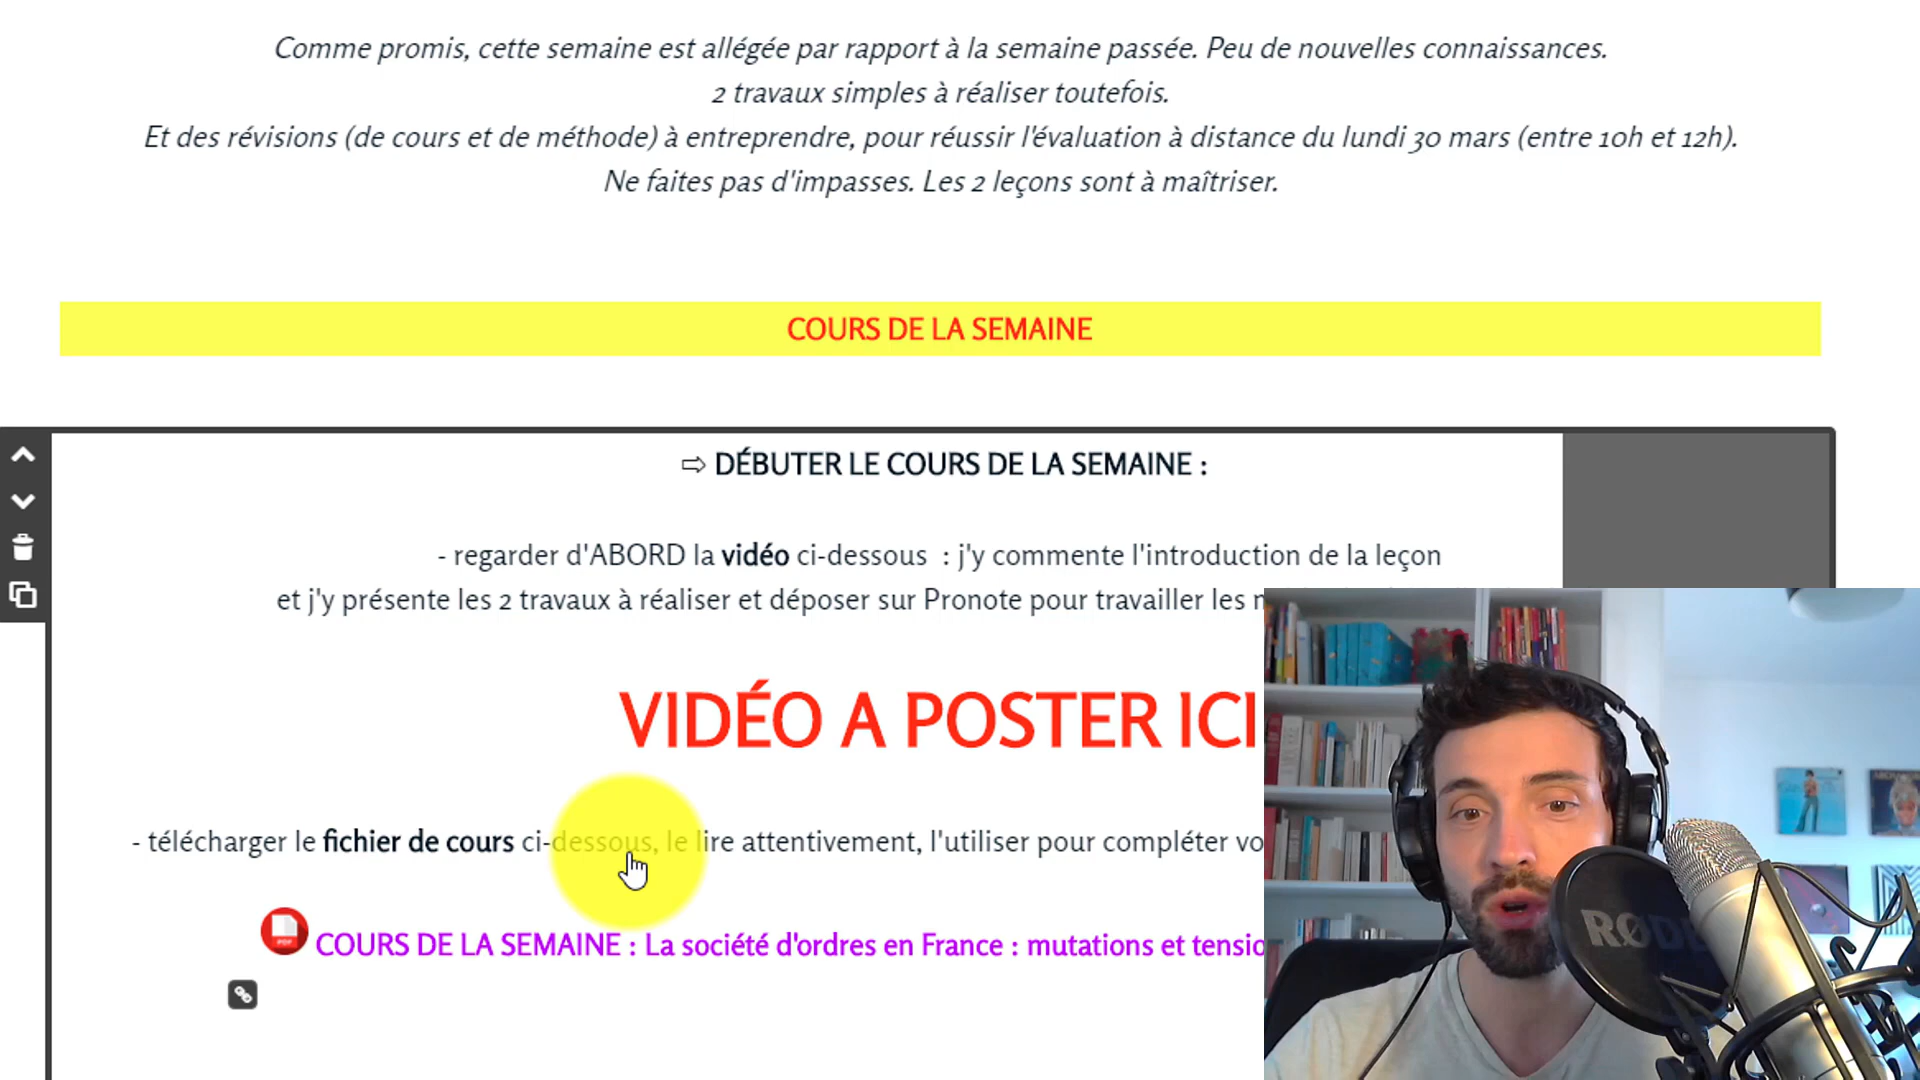 Comme promis, cette semaine est allégée par rapport à la semaine passée. Peu de nouvelles connaissances.
2 travaux simples à réaliser toutefois.
Et des révisions (de cours et de méthode) à entreprendre, pour réussir l'évaluation à distance du lundi 30 mars (entre 10h et 12h).
Ne faites pas d'impasses. Les 2 leçons sont à maîtriser.
COURS DE LA SEMAINE
⇨ DÉBUTER LE COURS DE LA SEMAINE :
- regarder d'ABORD la vidéo ci-dessous : j'y commente l'introduction de la leçon
et j'y présente les 2 travaux à réaliser et déposer sur Pronote pour travailler les
VIDÉO A POSTER ICI
- télécharger le fichier de cours ci-dessous, le lire attentivement, l'utiliser pour compléter
PDF
COURS DE LA SEMAINE : La société d'ordres en France : mutations et
RØDE